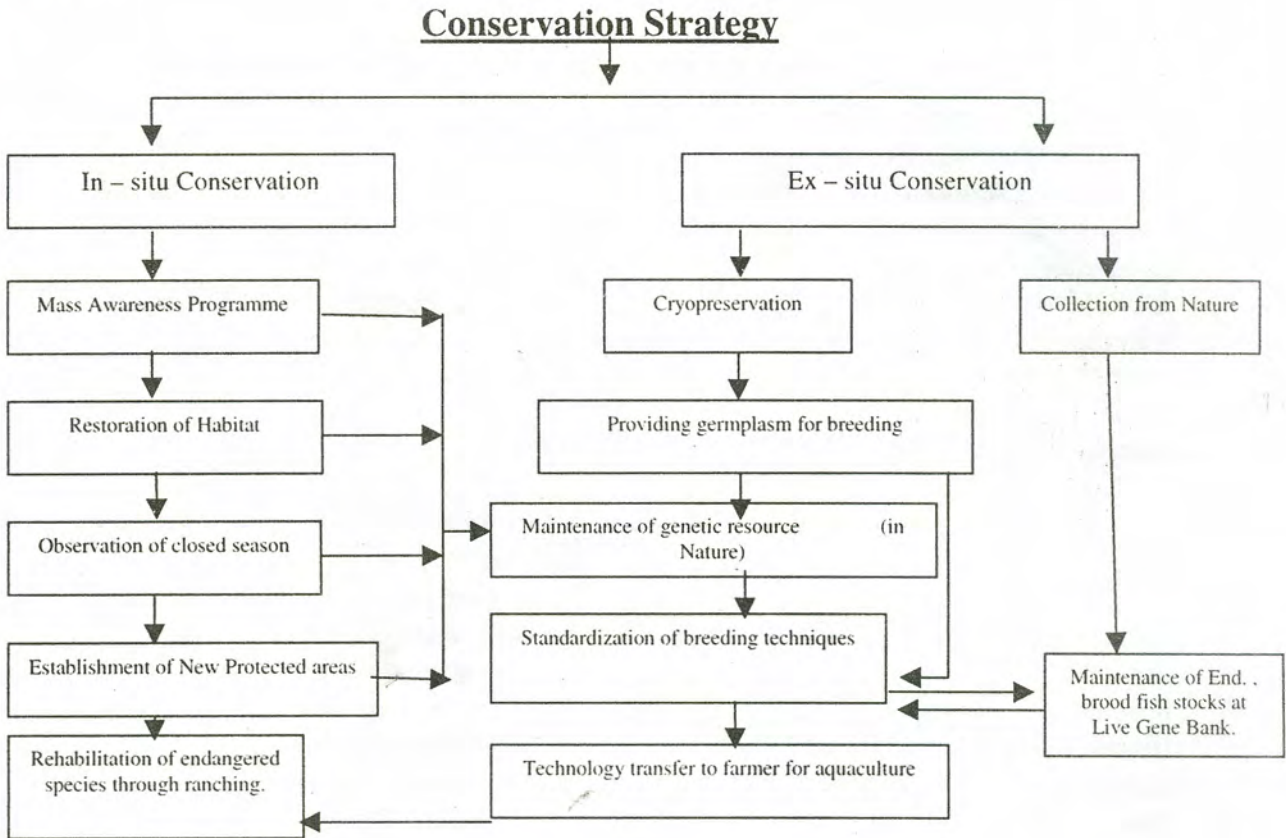 Conservation Strategy
In – situ Conservation
Ex – situ Conservation
Mass Awareness Programme
Cryopreservation
Collection from Nature
Restoration of Habitat
Providing germplasm for breeding
Observation of closed season
Maintenance of genetic resource (in
Nature)
Establishment of New Protected areas
Standardization of breeding techniques
Maintenance of End. .
brood fish stocks at
Live Gene Bank.
Rehabilitation of endangered
species through ranching.
Technology transfer to farmer for aquaculture